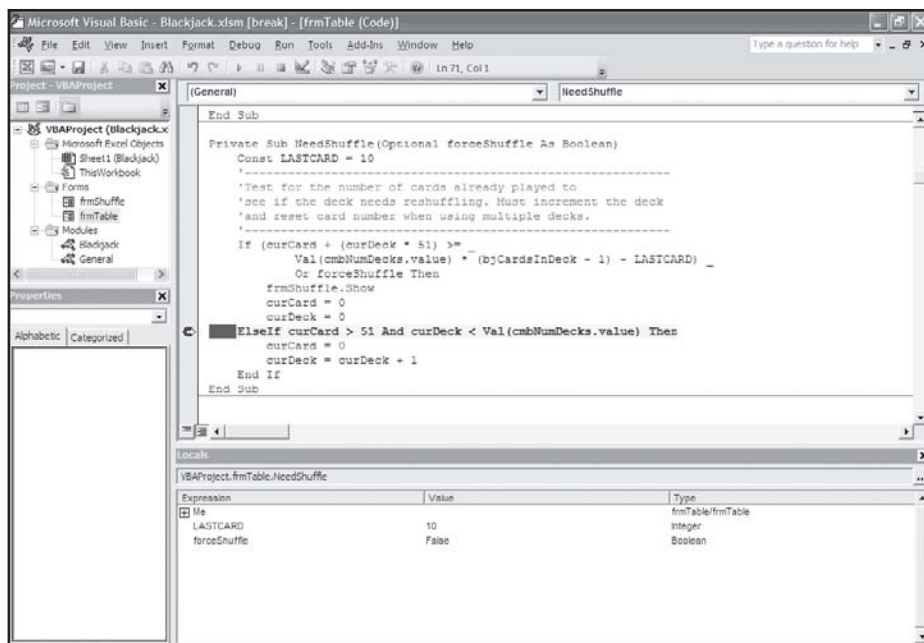 Microsoft Visual Basic - Blackjack.xlsm [break] - [frmTable (Code)]
File Edit View Insert Format Debug Run Tools Add-Ins Window Help
Type a question for help
Ln 71, Col 1
Project - VBAProject
VBAProject (Blackjack.x
Microsoft Excel Objects
Sheet1 (Blackjack)
ThisWorkbook
Forms
frmShuffle
frmTable
Modules
Blackjack
General
Properties
Alphabetic Categorized
(General) NeedShuffle
End Sub
Private Sub NeedShuffle(Optional forceShuffle As Boolean)
Const LASTCARD = 10
'------------------------------------------------------------
'Test for the number of cards already played to
'see if the deck needs reshuffling. Must increment the deck
'and reset card number when using multiple decks.
'------------------------------------------------------------
If (curCard + (curDeck * 51) >= _
Val(cmbNumDecks.value) * (bjCardsInDeck - 1) - LASTCARD) _
Or forceShuffle Then
frmShuffle.Show
curCard = 0
curDeck = 0
ElseIf curCard > 51 And curDeck < Val(cmbNumDecks.value) Then
curCard = 0
curDeck = curDeck + 1
End If
End Sub
Locals
VBAProject.frmTable.NeedShuffle
Expression Value Type
Me frmTable/frmTable
LASTCARD 10 Integer
forceShuffle False Boolean